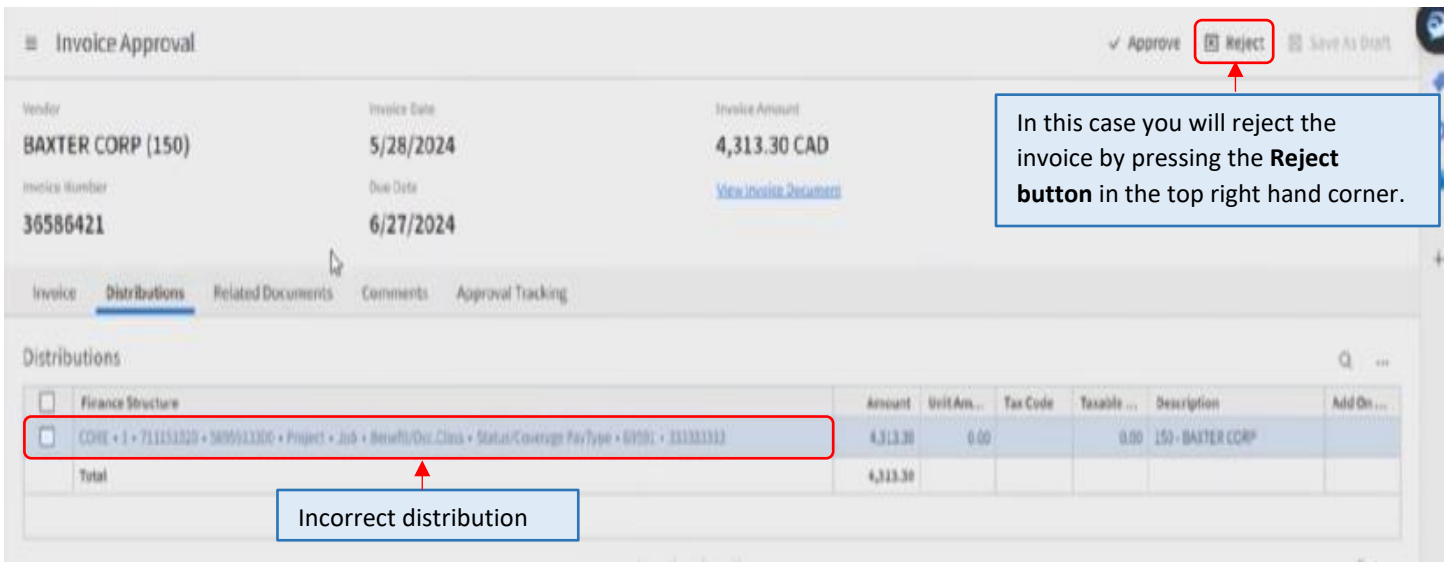 ≡ Invoice Approval
✓ Approve Reject Save As Draft
Vendor Invoice Date Invoice Amount
BAXTER CORP (150) 5/28/2024 4,313.30 CAD
Invoice Number Due Date View Invoice Document
36586421 6/27/2024
In this case you will reject the
invoice by pressing the Reject
button in the top right hand corner.
Invoice Distributions Related Documents Comments Approval Tracking
Distributions ...
Finance Structure Amount Unit Am... Tax Code Taxable ... Description Add On ...
CORE • 1 • • Project • Job • Benefit/Occ.Class • Status/Coverage PayType • 4,313.30 0.00 0.00 150 - BAXTER CORP
Total 4,313.30
Incorrect distribution